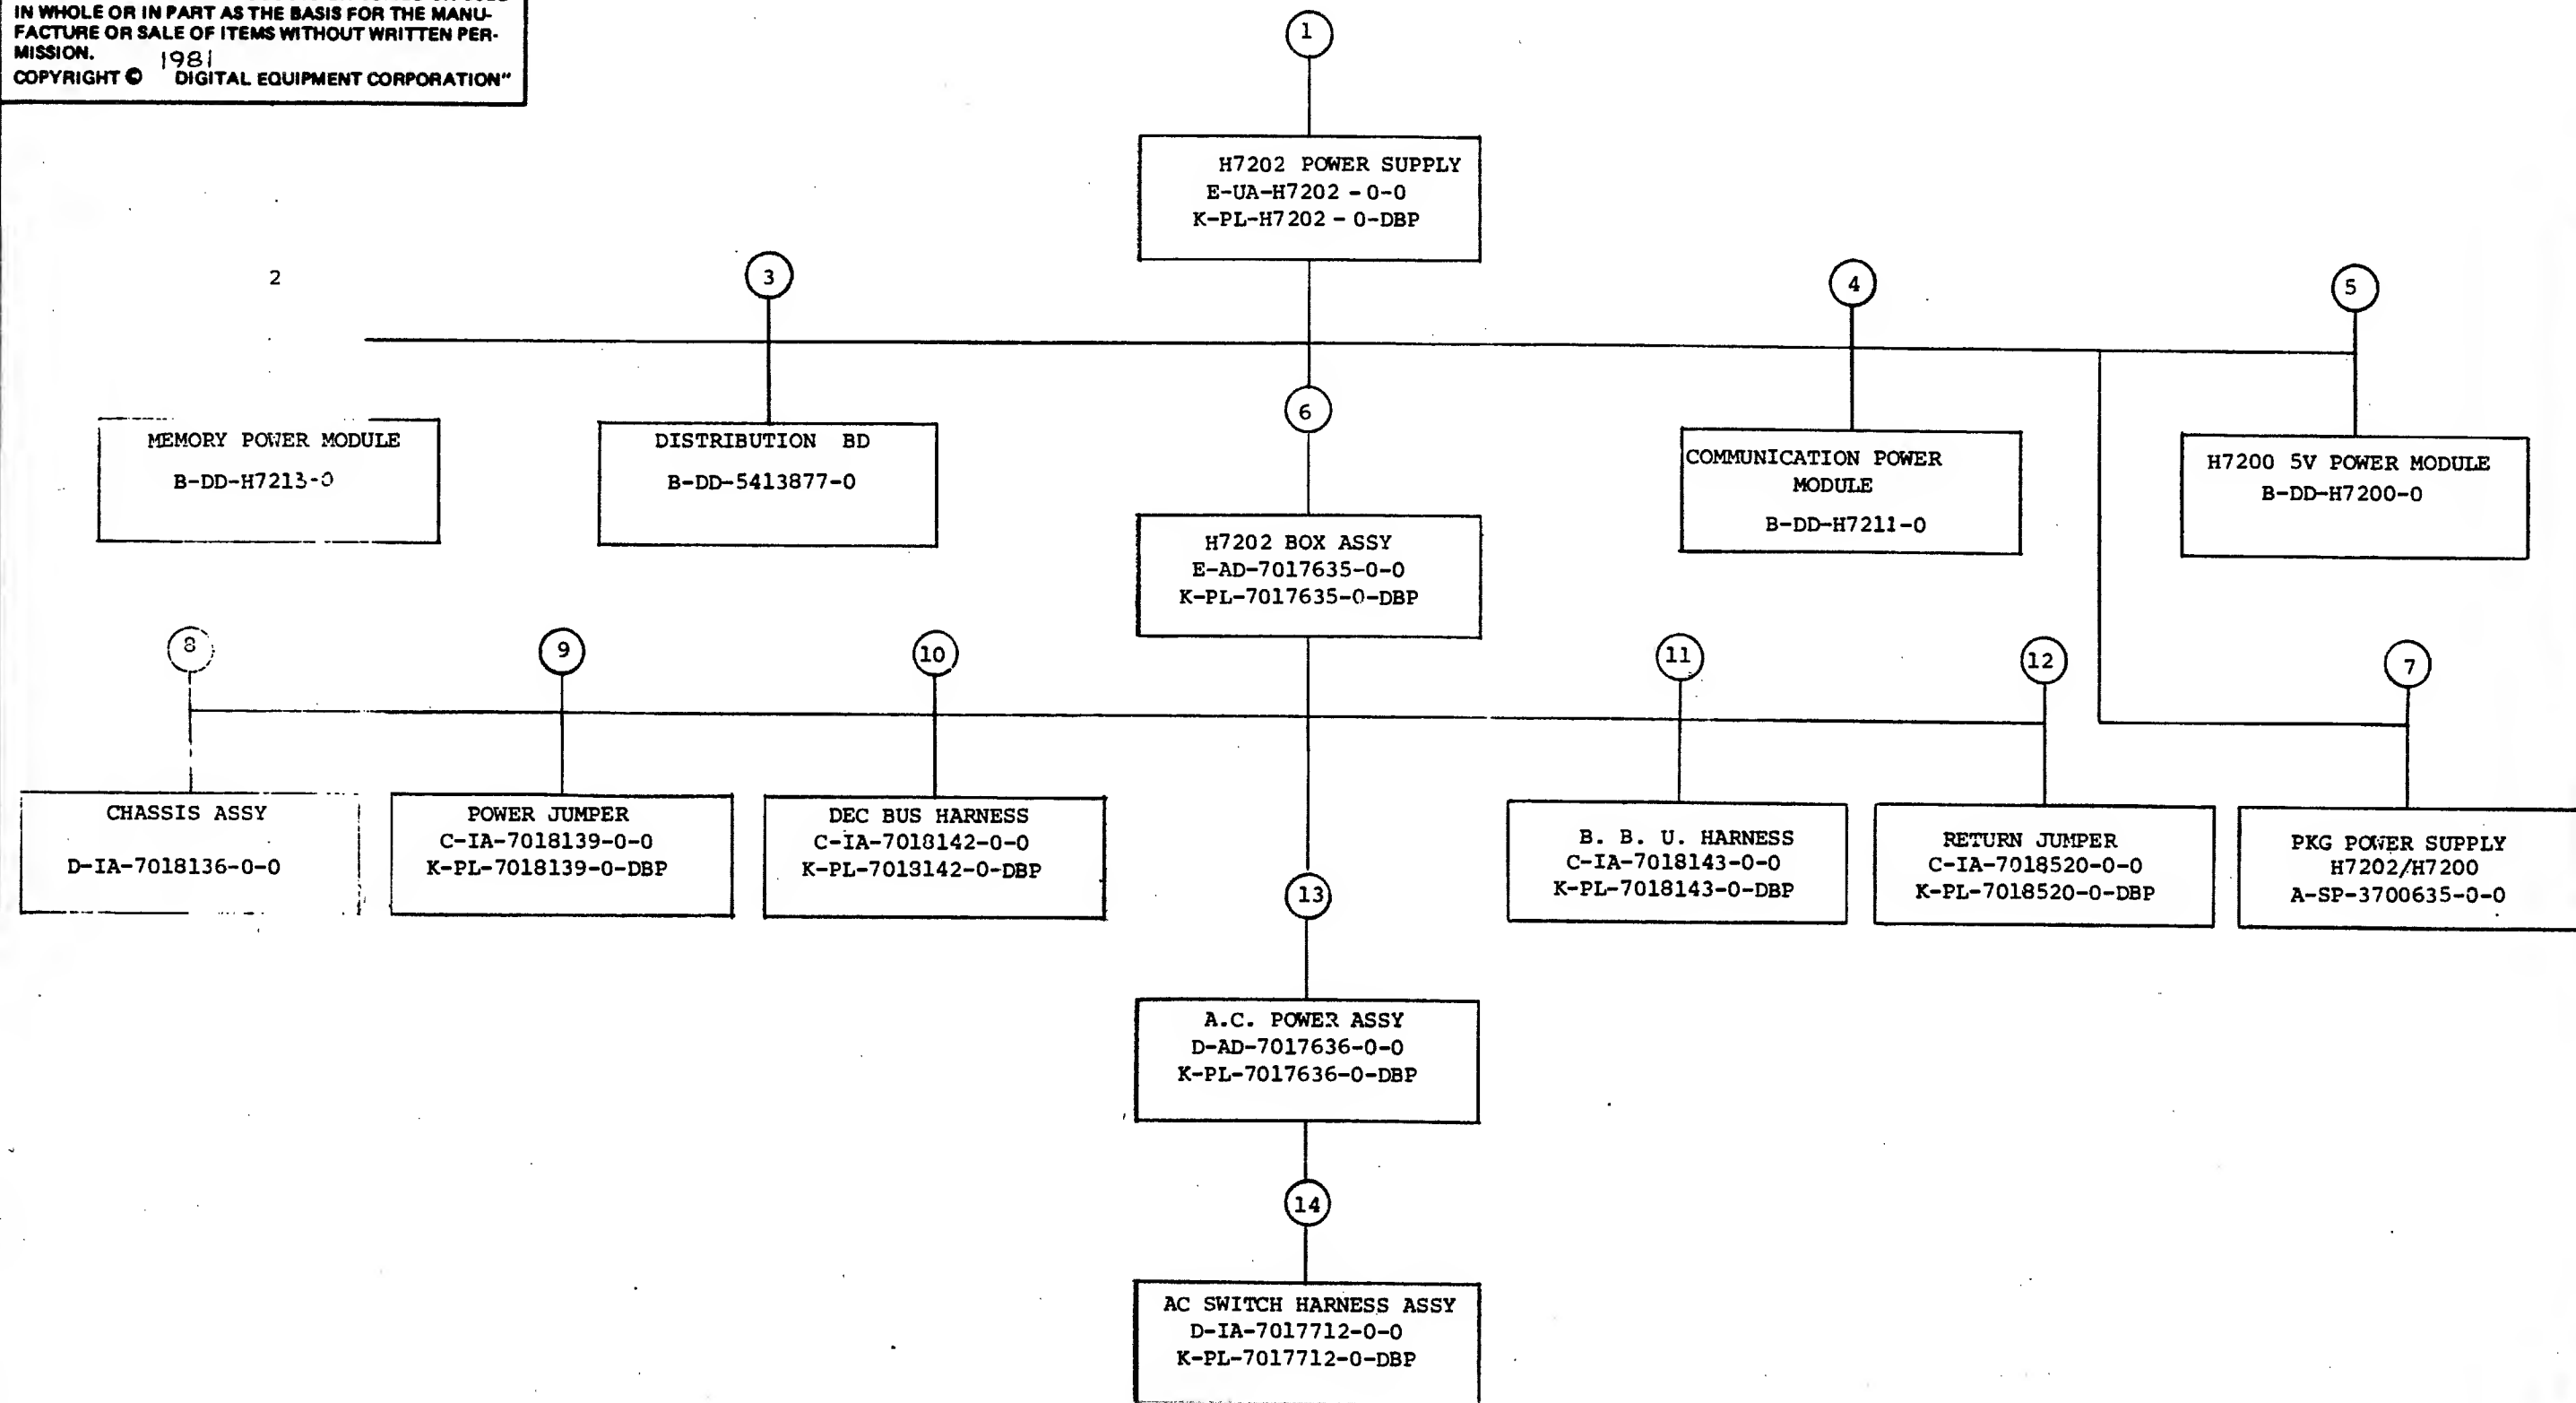 IN WHOLE OR IN PART AS THE BASIS FOR THE MANU-
FACTURE OR SALE OF ITEMS WITHOUT WRITTEN PER-
MISSION.
1981
COPYRIGHT © DIGITAL EQUIPMENT CORPORATION"
1
H7202 POWER SUPPLY
E-UA-H7202-0-0
K-PL-H7202-0-DBP
2
3
4
5
MEMORY POWER MODULE
B-DD-H7213-0
DISTRIBUTION BD
B-DD-5413877-0
6
COMMUNICATION POWER
MODULE
B-DD-H7211-0
H7200 5V POWER MODULE
B-DD-H7200-0
H7202 BOX ASSY
E-AD-7017635-0-0
K-PL-7017635-0-DBP
8
9
10
11
12
7
CHASSIS ASSY
D-IA-7018136-0-0
POWER JUMPER
C-IA-7018139-0-0
K-PL-7018139-0-DBP
DEC BUS HARNESS
C-IA-7018142-0-0
K-PL-7018142-0-DBP
B. B. U. HARNESS
C-IA-7018143-0-0
K-PL-7018143-0-DBP
RETURN JUMPER
C-IA-7018520-0-0
K-PL-7018520-0-DBP
PKG POWER SUPPLY
H7202/H7200
A-SP-3700635-0-0
13
A.C. POWER ASSY
D-AD-7017636-0-0
K-PL-7017636-0-DBP
14
AC SWITCH HARNESS ASSY
D-IA-7017712-0-0
K-PL-7017712-0-DBP